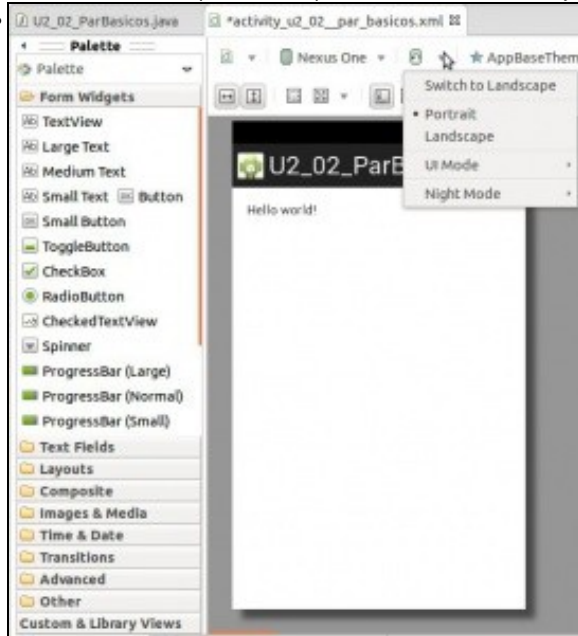 U2_02_ParBasicos.java
*activity_u2_02__par_basicos.xml
Palette
Palette
Nexus One
AppBaseThem
Form Widgets
Switch to Landscape
TextView
Portrait
Large Text
Landscape
Medium Text
UI Mode
Small Text
Button
Night Mode
U2_02_ParB
Small Button
Hello world!
ToggleButton
CheckBox
RadioButton
CheckedTextView
Spinner
ProgressBar (Large)
ProgressBar (Normal)
ProgressBar (Small)
Text Fields
Layouts
Composite
Images & Media
Time & Date
Transitions
Advanced
Other
Custom & Library Views